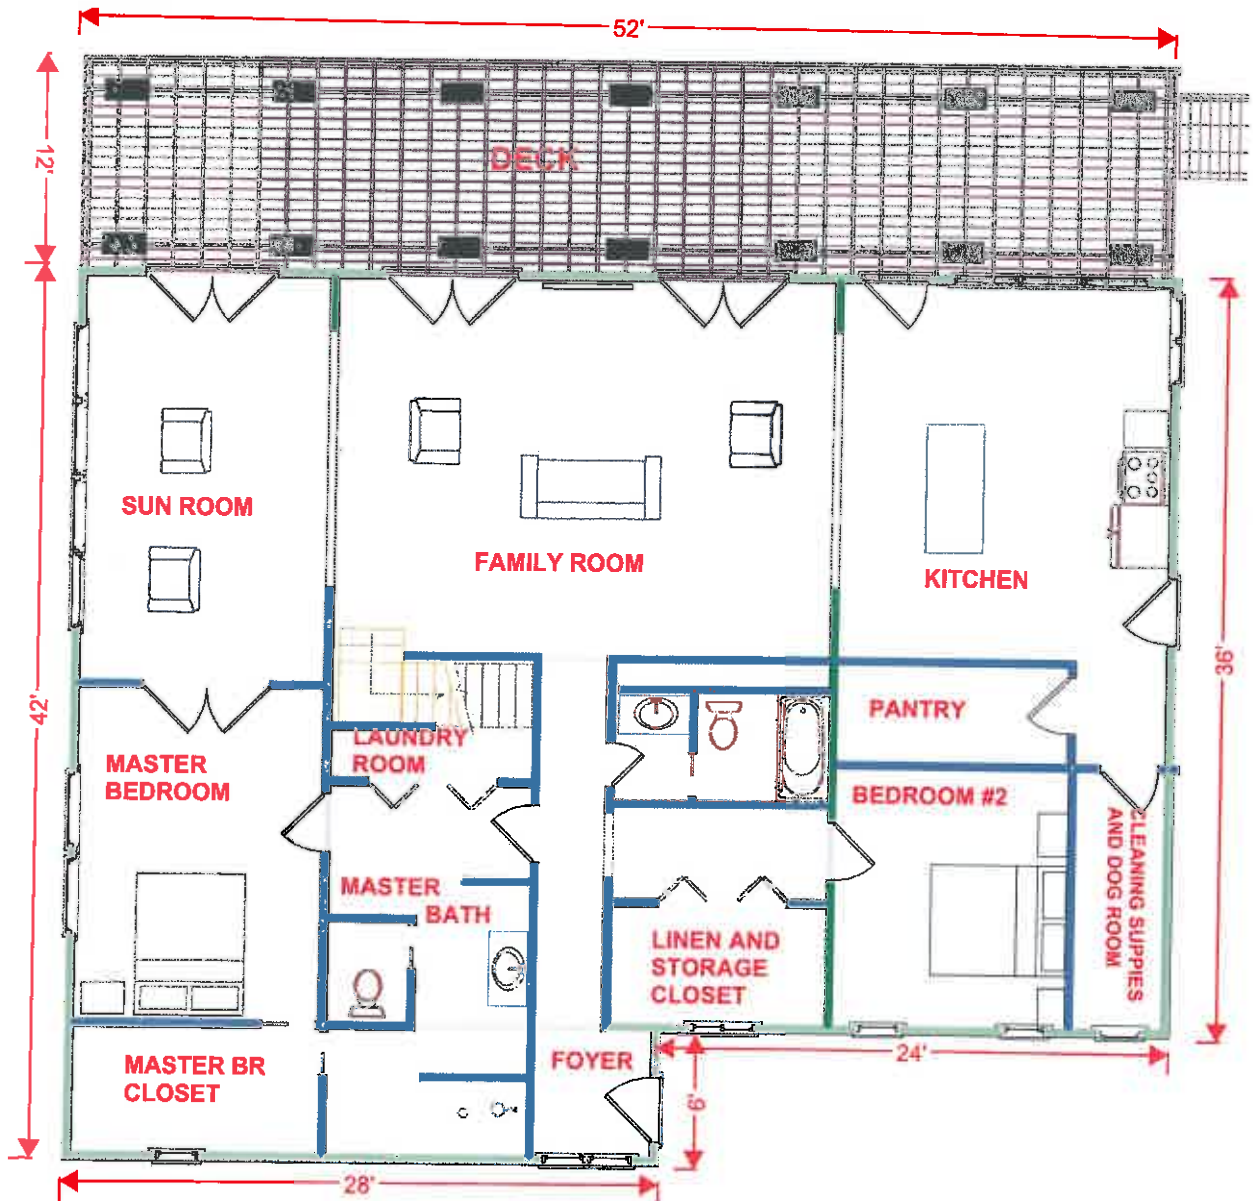 52'
12'
DECK
SUN ROOM
FAMILY ROOM
KITCHEN
42'
36'
LAUNDRY
ROOM
PANTRY
MASTER
BEDROOM
BEDROOM #2
CLEANING SUPPIES
AND DOG ROOM
MASTER
BATH
LINEN AND
STORAGE
CLOSET
FOYER
24'
MASTER BR
CLOSET
6'
28'